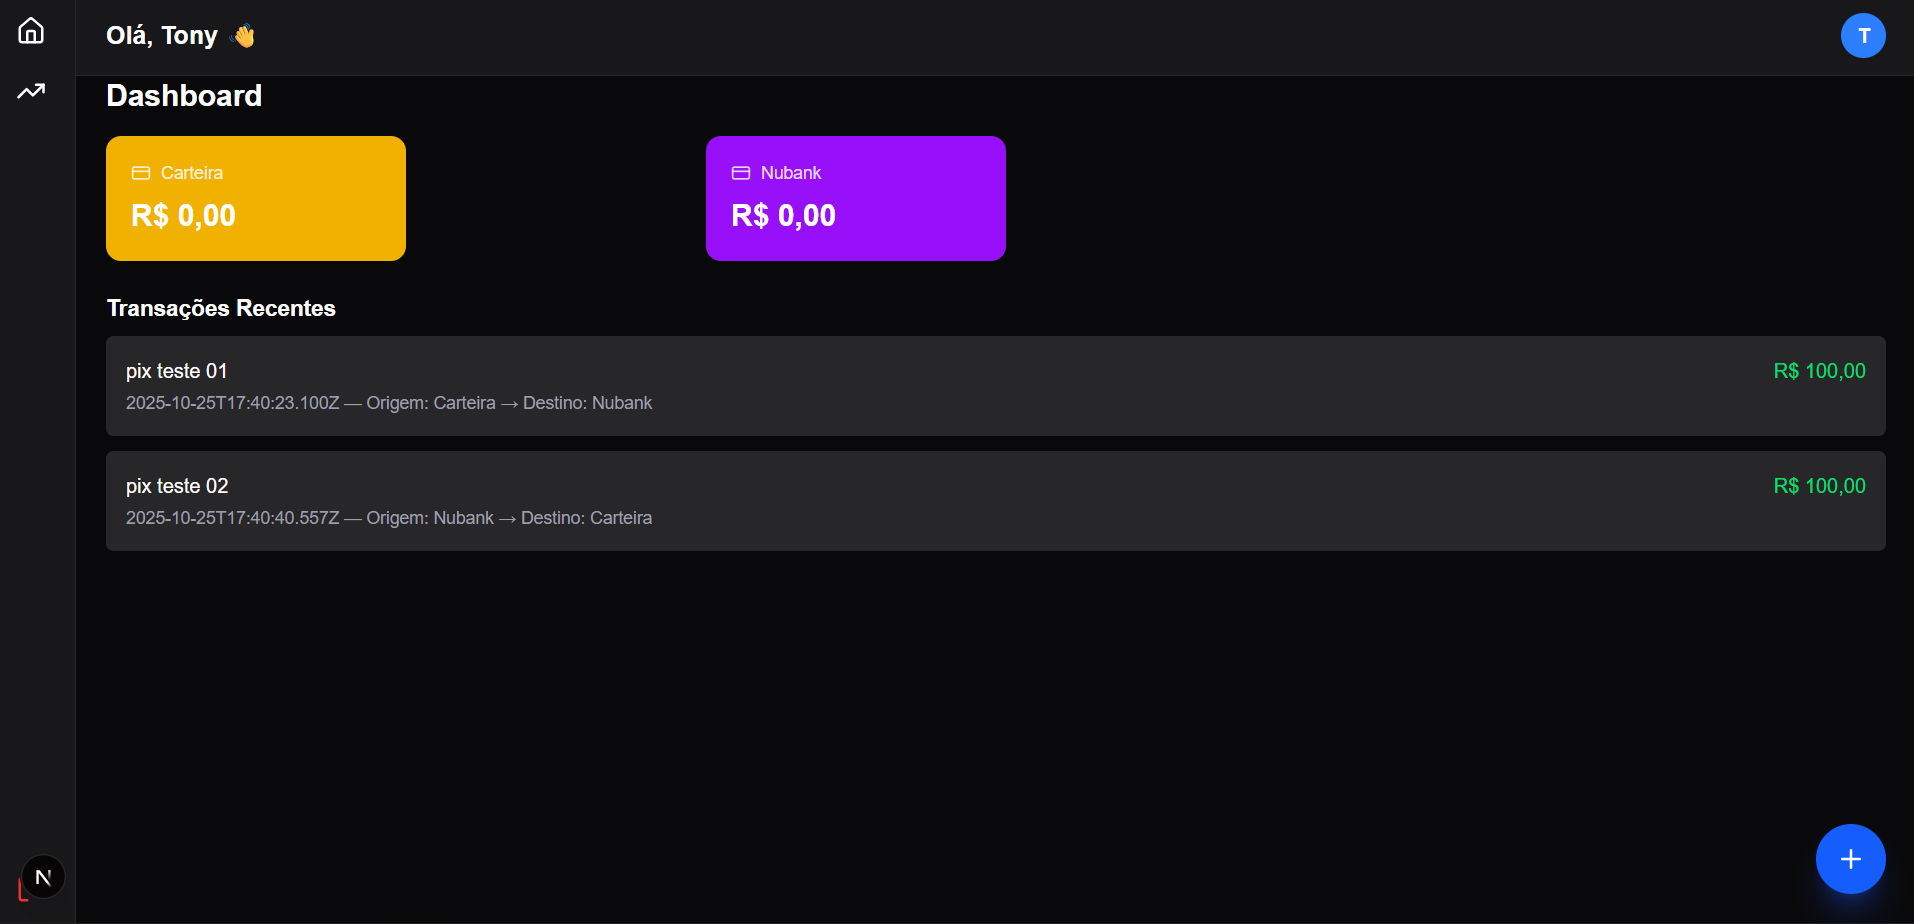 Olá, Tony 👋
T
Dashboard
Carteira
R$ 0,00
Nubank
R$ 0,00
Transações Recentes
pix teste 01
R$ 100,00
2025-10-25T17:40:23.100Z — Origem: Carteira → Destino: Nubank
pix teste 02
R$ 100,00
2025-10-25T17:40:40.557Z — Origem: Nubank → Destino: Carteira
N